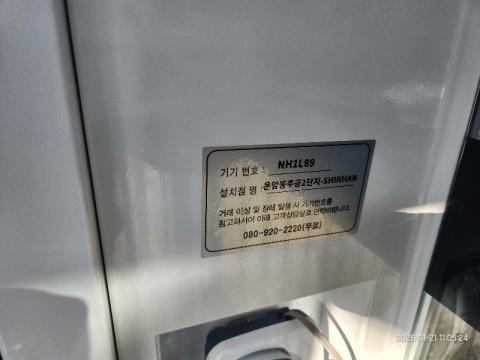 기기 번호 : NH1L89
설치점 명 : 운암동주공2단지-SHINHAN
거래 이상 및 장애 발생 시 기기번호를
참고하셔서 아래 고객상담실로 연락바랍니다.
080-920-2220(무료)
2026-01-21 11:05:24